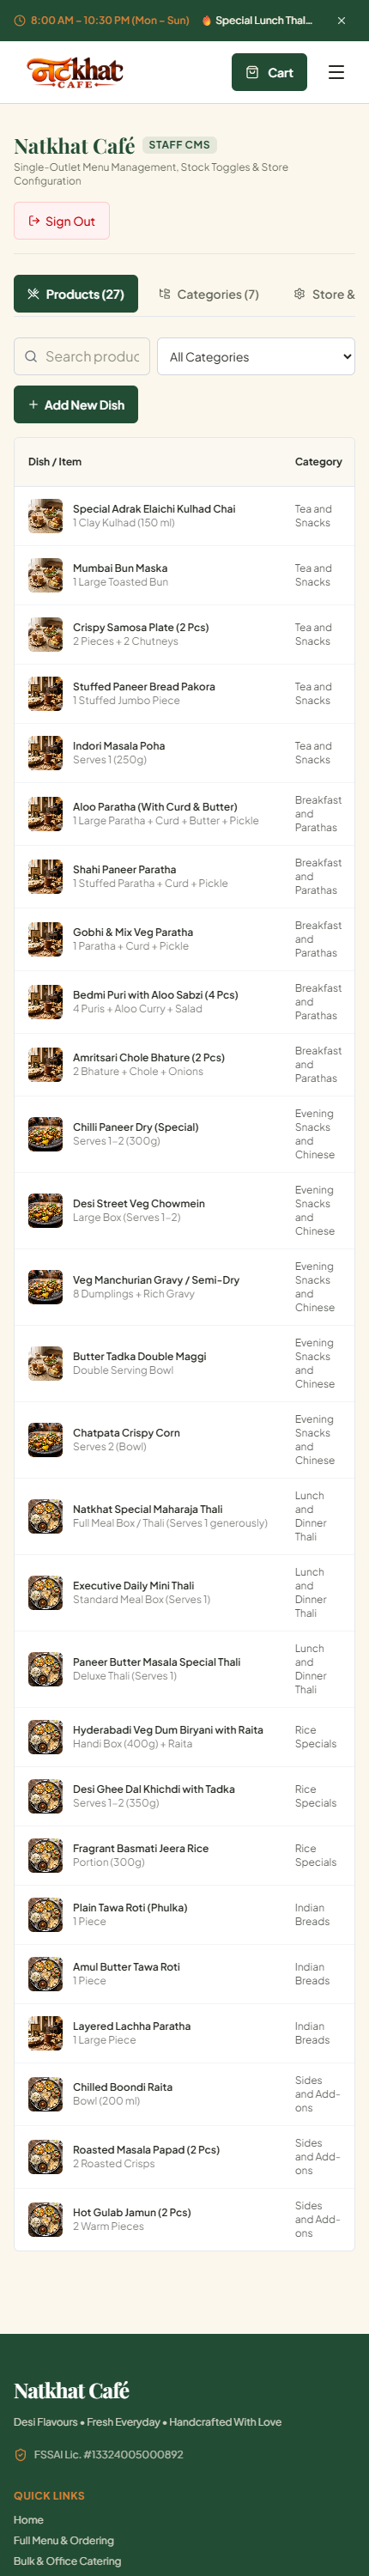 8:00 AM – 10:30 PM (Mon – Sun) 🔥 Special Lunch Thal...
नटखट
khat
CAFE
Cart
Natkhat Café STAFF CMS
Single-Outlet Menu Management, Stock Toggles & Store
Configuration
Sign Out
Products (27) Categories (7) Store &
Search produc All Categories
+ Add New Dish
Dish / Item Category
Special Adrak Elaichi Kulhad Chai
1 Clay Kulhad (150 ml)
Tea and
Snacks
Mumbai Bun Maska
1 Large Toasted Bun
Tea and
Snacks
Crispy Samosa Plate (2 Pcs)
2 Pieces + 2 Chutneys
Tea and
Snacks
Stuffed Paneer Bread Pakora
1 Stuffed Jumbo Piece
Tea and
Snacks
Indori Masala Poha
Serves 1 (250g)
Tea and
Snacks
Aloo Paratha (With Curd & Butter)
1 Large Paratha + Curd + Butter + Pickle
Breakfast
and
Parathas
Shahi Paneer Paratha
1 Stuffed Paratha + Curd + Pickle
Breakfast
and
Parathas
Gobhi & Mix Veg Paratha
1 Paratha + Curd + Pickle
Breakfast
and
Parathas
Bedmi Puri with Aloo Sabzi (4 Pcs)
4 Puris + Aloo Curry + Salad
Breakfast
and
Parathas
Amritsari Chole Bhature (2 Pcs)
2 Bhature + Chole + Onions
Breakfast
and
Parathas
Chilli Paneer Dry (Special)
Serves 1–2 (300g)
Evening
Snacks
and
Chinese
Desi Street Veg Chowmein
Large Box (Serves 1–2)
Evening
Snacks
and
Chinese
Veg Manchurian Gravy / Semi-Dry
8 Dumplings + Rich Gravy
Evening
Snacks
and
Chinese
Butter Tadka Double Maggi
Double Serving Bowl
Evening
Snacks
and
Chinese
Chatpata Crispy Corn
Serves 2 (Bowl)
Evening
Snacks
and
Chinese
Natkhat Special Maharaja Thali
Full Meal Box / Thali (Serves 1 generously)
Lunch
and
Dinner
Thali
Executive Daily Mini Thali
Standard Meal Box (Serves 1)
Lunch
and
Dinner
Thali
Paneer Butter Masala Special Thali
Deluxe Thali (Serves 1)
Lunch
and
Dinner
Thali
Hyderabadi Veg Dum Biryani with Raita
Handi Box (400g) + Raita
Rice
Specials
Desi Ghee Dal Khichdi with Tadka
Serves 1–2 (350g)
Rice
Specials
Fragrant Basmati Jeera Rice
Portion (300g)
Rice
Specials
Plain Tawa Roti (Phulka)
1 Piece
Indian
Breads
Amul Butter Tawa Roti
1 Piece
Indian
Breads
Layered Lachha Paratha
1 Large Piece
Indian
Breads
Chilled Boondi Raita
Bowl (200 ml)
Sides
and Add-
ons
Roasted Masala Papad (2 Pcs)
2 Roasted Crisps
Sides
and Add-
ons
Hot Gulab Jamun (2 Pcs)
2 Warm Pieces
Sides
and Add-
ons
Natkhat Café
Desi Flavours • Fresh Everyday • Handcrafted With Love
FSSAI Lic. #13324005000892
QUICK LINKS
Home
Full Menu & Ordering
Bulk & Office Catering